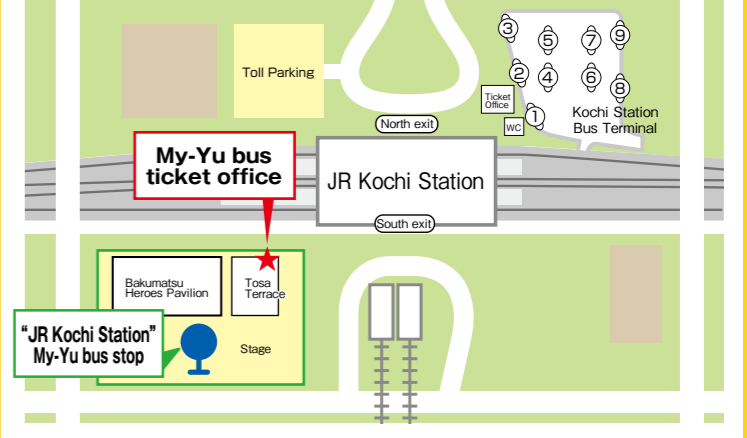 ③
⑤
⑦
⑨
Toll Parking
②
④
⑥
⑧
Ticket
Office
①
Kochi Station
Bus Terminal
WC
North exit
My-Yu bus
ticket office
JR Kochi Station
South exit
Bakumatsu
Heroes Pavilion
Tosa
Terrace
"JR Kochi Station"
My-Yu bus stop
Stage